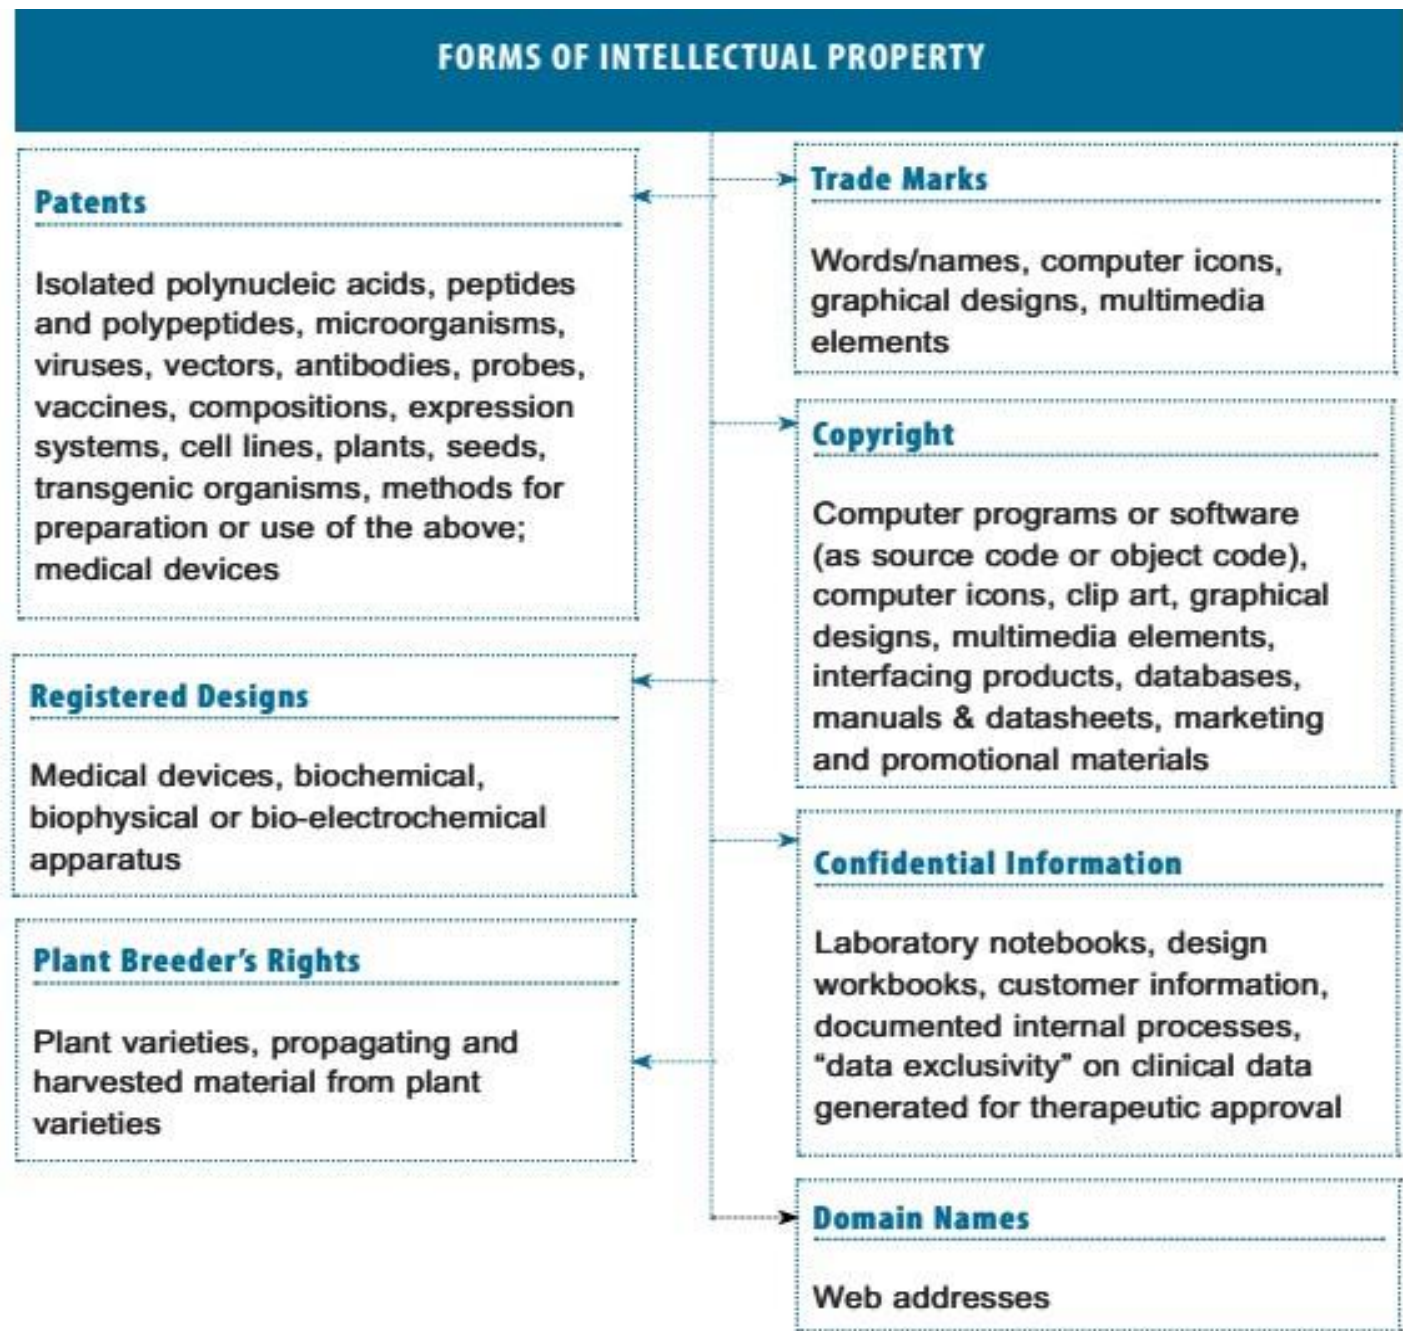 FORMS OF INTELLECTUAL PROPERTY
Patents
Isolated polynucleic acids, peptides
and polypeptides, microorganisms,
viruses, vectors, antibodies, probes,
vaccines, compositions, expression
systems, cell lines, plants, seeds,
transgenic organisms, methods for
preparation or use of the above;
medical devices
Registered Designs
Medical devices, biochemical,
biophysical or bio-electrochemical
apparatus
Plant Breeder's Rights
Plant varieties, propagating and
harvested material from plant
varieties
Trade Marks
Words/names, computer icons,
graphical designs, multimedia
elements
Copyright
Computer programs or software
(as source code or object code),
computer icons, clip art, graphical
designs, multimedia elements,
interfacing products, databases,
manuals & datasheets, marketing
and promotional materials
Confidential Information
Laboratory notebooks, design
workbooks, customer information,
documented internal processes,
“data exclusivity” on clinical data
generated for therapeutic approval
Domain Names
Web addresses